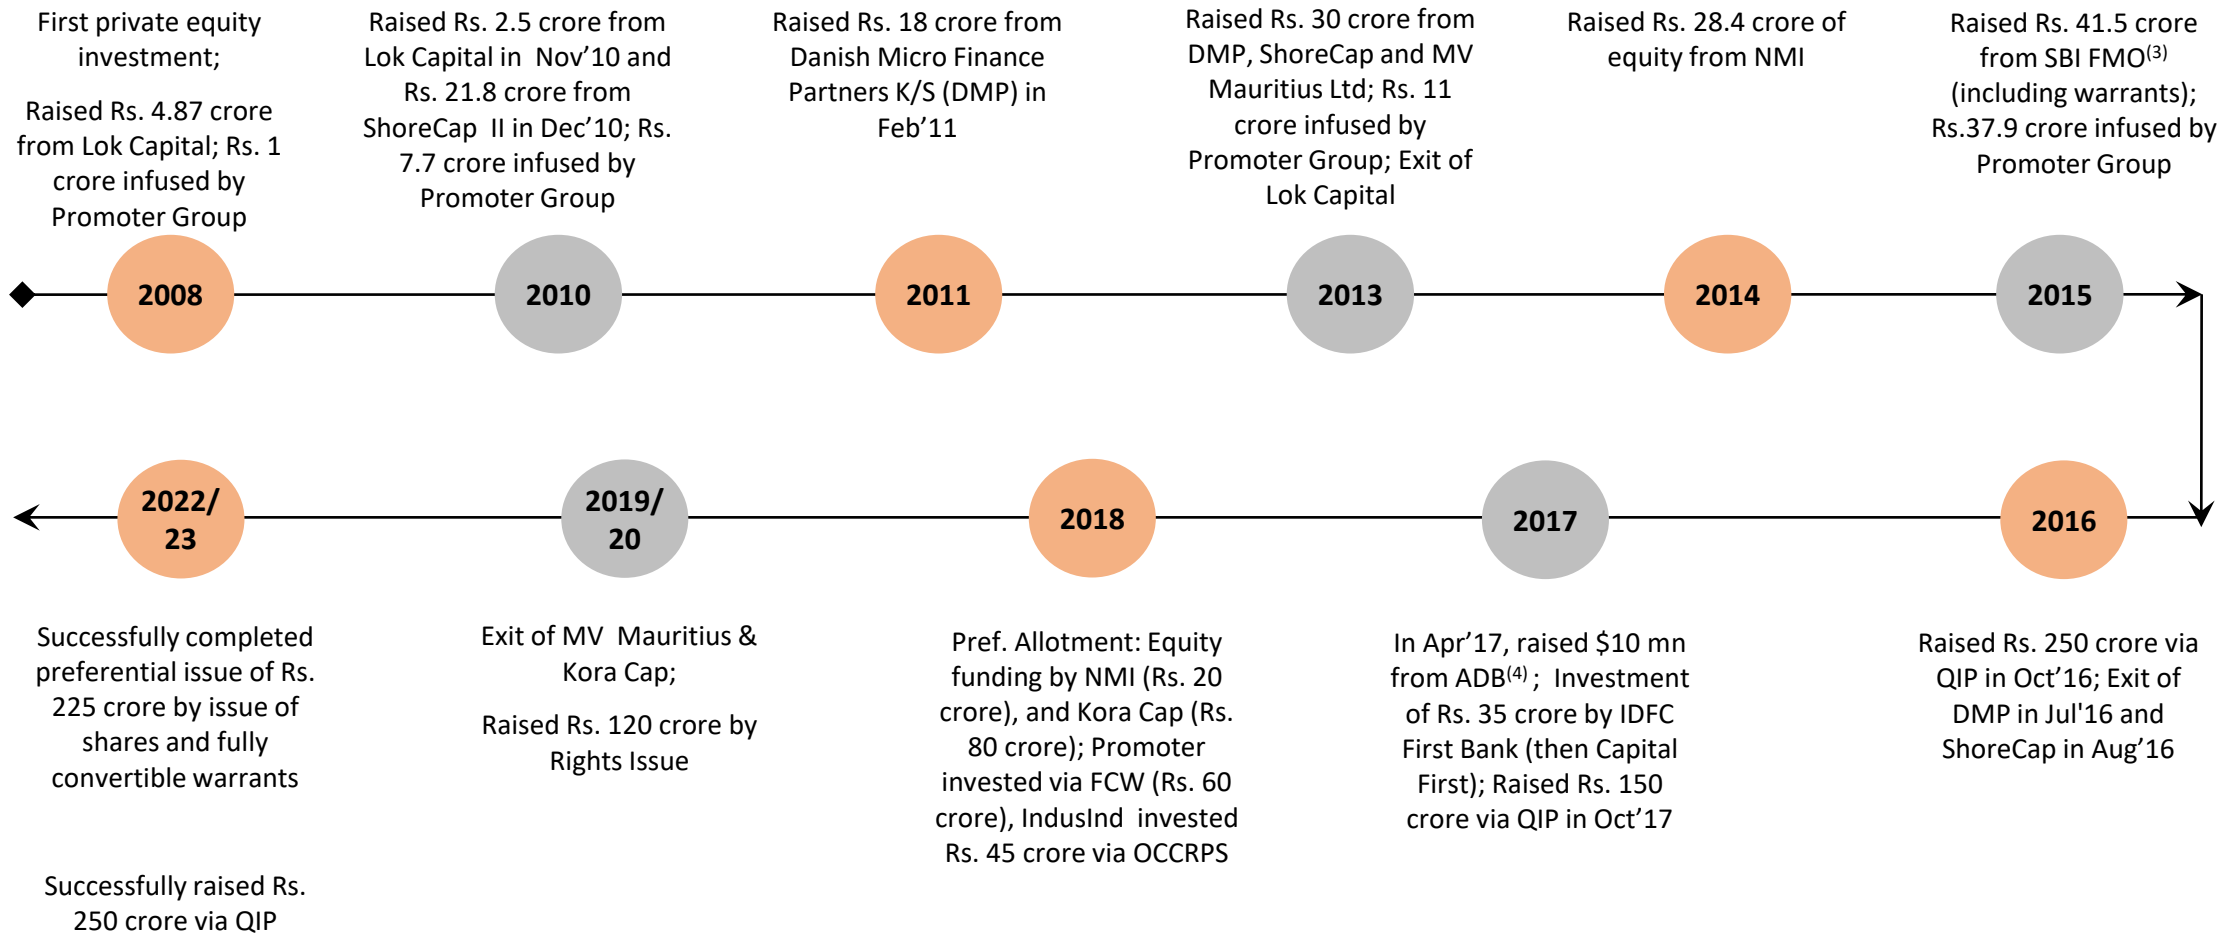 First private equity
investment;
Raised Rs. 4.87 crore
from Lok Capital; Rs. 1
crore infused by
Promoter Group
Raised Rs. 2.5 crore from
Lok Capital in Nov’10 and
Rs. 21.8 crore from
ShoreCap II in Dec’10; Rs.
7.7 crore infused by
Promoter Group
Raised Rs. 18 crore from
Danish Micro Finance
Partners K/S (DMP) in
Feb’11
Raised Rs. 30 crore from
DMP, ShoreCap and MV
Mauritius Ltd; Rs. 11
crore infused by
Promoter Group; Exit of
Lok Capital
Raised Rs. 28.4 crore of
equity from NMI
Raised Rs. 41.5 crore
from SBI FMO(3)
(including warrants);
Rs.37.9 crore infused by
Promoter Group
2008
2010
2011
2013
2014
2015
2022/
23
2019/
20
2018
2017
2016
Successfully completed
preferential issue of Rs.
225 crore by issue of
shares and fully
convertible warrants
Successfully raised Rs.
250 crore via QIP
Exit of MV Mauritius &
Kora Cap;
Raised Rs. 120 crore by
Rights Issue
Pref. Allotment: Equity
funding by NMI (Rs. 20
crore), and Kora Cap (Rs.
80 crore); Promoter
invested via FCW (Rs. 60
crore), IndusInd invested
Rs. 45 crore via OCCRPS
In Apr’17, raised $10 mn
from ADB(4) ; Investment
of Rs. 35 crore by IDFC
First Bank (then Capital
First); Raised Rs. 150
crore via QIP in Oct’17
Raised Rs. 250 crore via
QIP in Oct’16; Exit of
DMP in Jul'16 and
ShoreCap in Aug’16